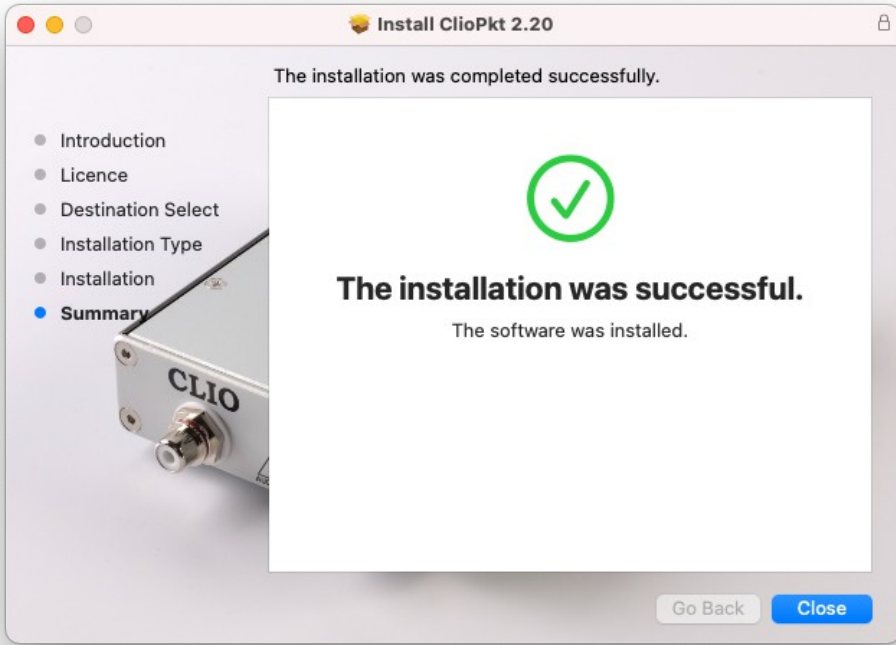 Install ClioPkt 2.20
The installation was completed successfully.
Introduction
Licence
Destination Select
Installation Type
Installation
Summary
CLIO
The installation was successful.
The software was installed.
Go Back
Close